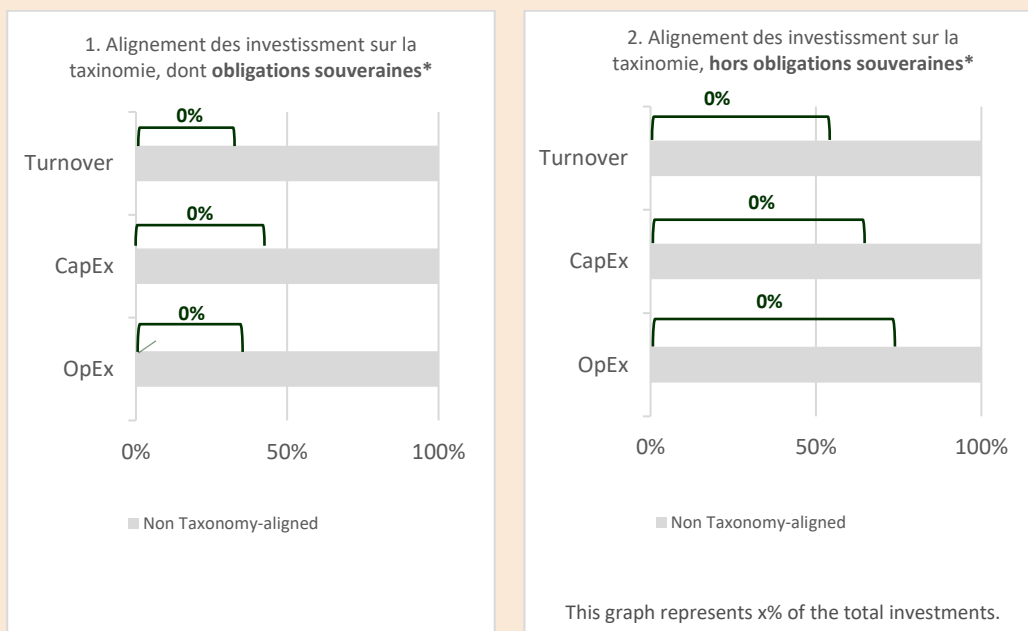 1. Alignement des investissment sur la
taxinomie, dont obligations souveraines*
0%
Turnover
0%
CapEx
0%
OpEx
0%
50%
100%
Non Taxonomy-aligned
2. Alignement des investissment sur la
taxinomie, hors obligations souveraines*
0%
Turnover
0%
CapEx
0%
OpEx
0%
50%
100%
Non Taxonomy-aligned
This graph represents x% of the total investments.